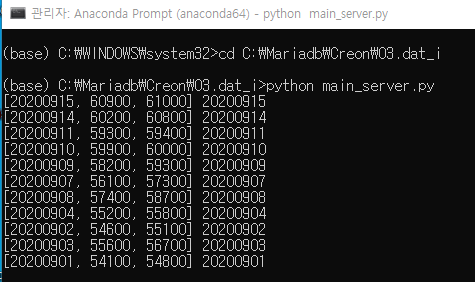 관리자: Anaconda Prompt (anaconda64) - python  main_server.py
(base) C:₩WINDOWS₩system32>cd C:₩Mariadb₩Creon₩03.dat_i
(base) C:₩Mariadb₩Creon₩03.dat_i>python main_server.py
[20200915, 60900, 61000] 20200915
[20200914, 60200, 60800] 20200914
[20200911, 59300, 59400] 20200911
[20200910, 59900, 60000] 20200910
[20200909, 58200, 59300] 20200909
[20200907, 56100, 57300] 20200907
[20200908, 57400, 58700] 20200908
[20200904, 55200, 55800] 20200904
[20200902, 54600, 55100] 20200902
[20200903, 55600, 56700] 20200903
[20200901, 54100, 54800] 20200901